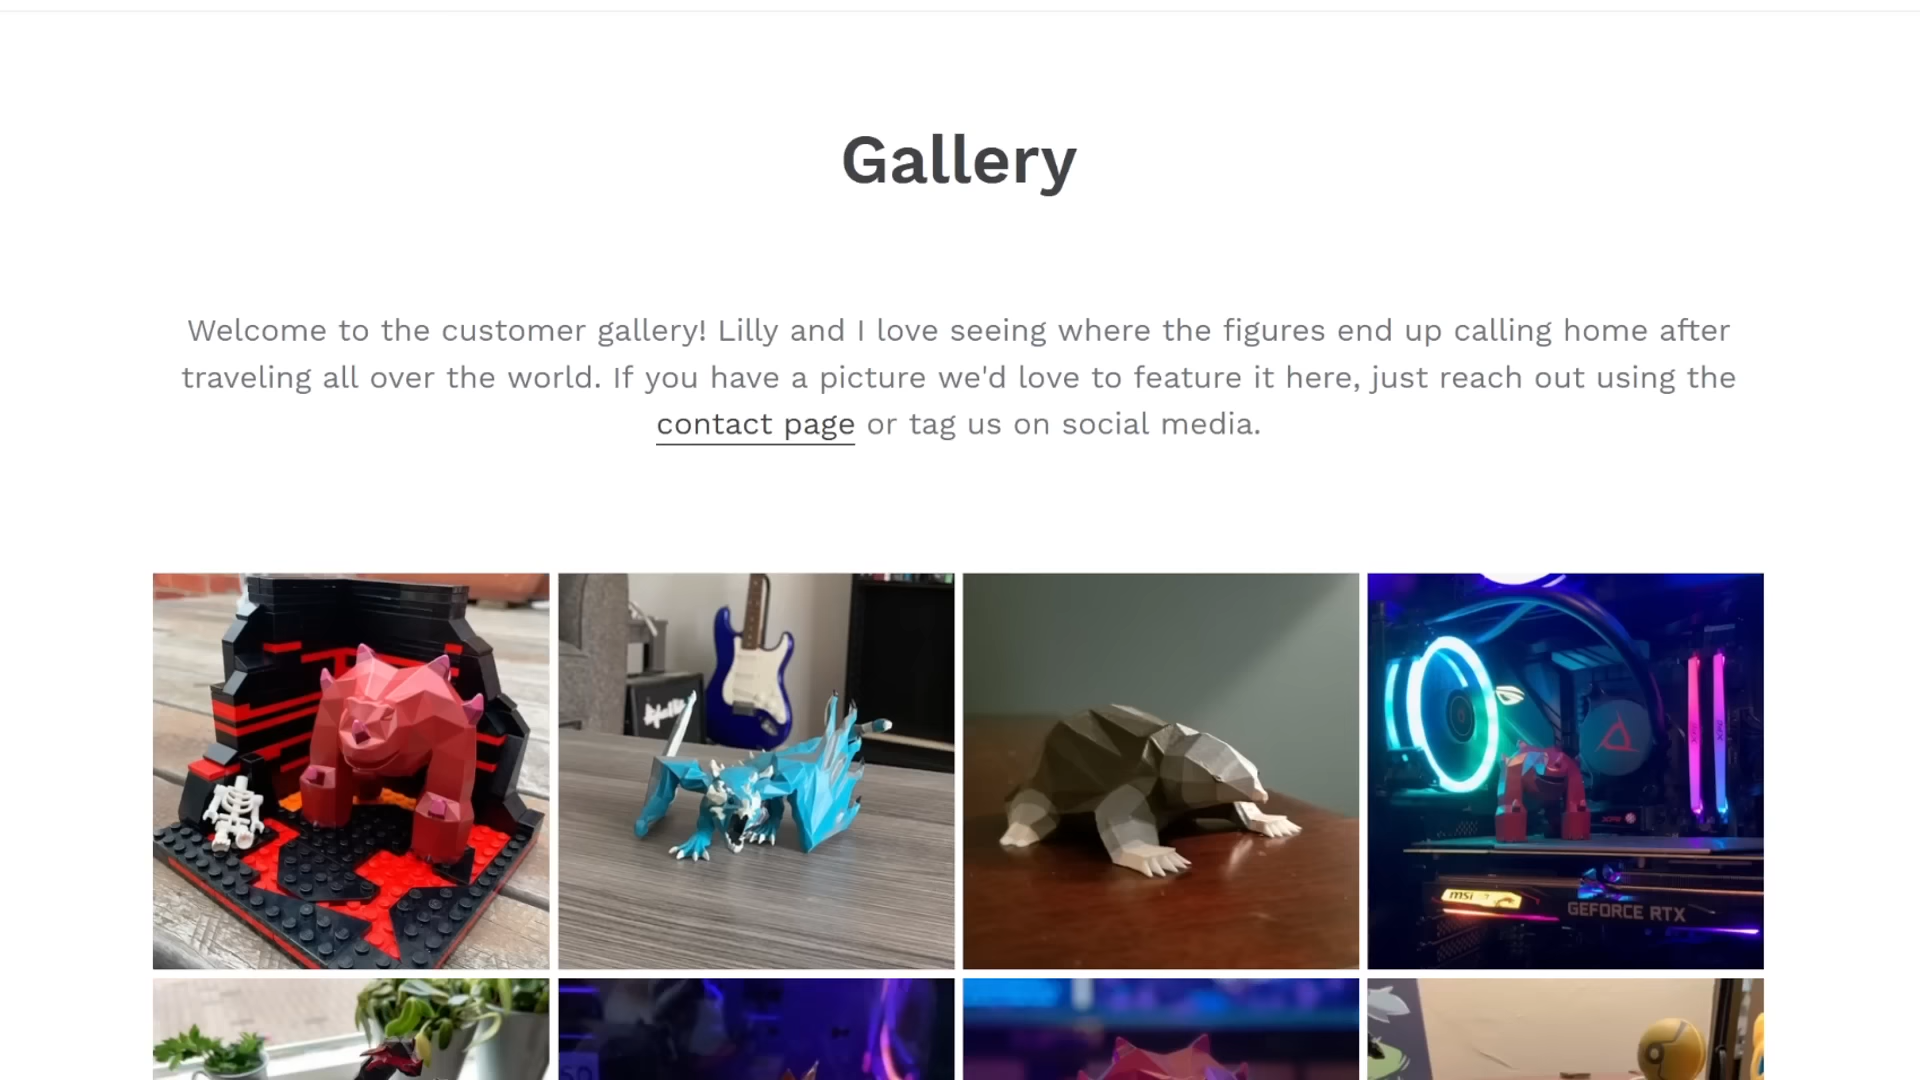 Gallery
Welcome to the customer gallery! Lilly and I love seeing where the figures end up calling home after
traveling all over the world. If you have a picture we'd love to feature it here, just reach out using the
contact page or tag us on social media.
msi
GEFORCE RTX